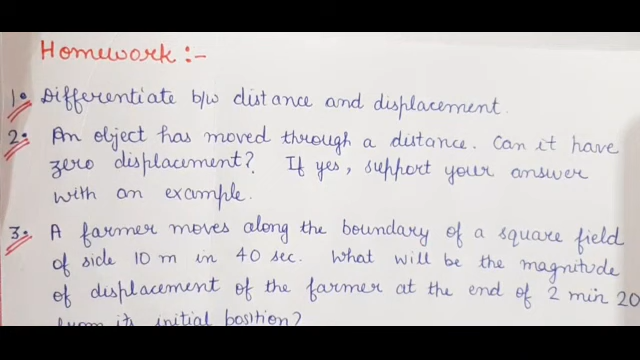 Homework :-
1. Differentiate b/w distance and displacement.
2. An object has moved through a distance. Can it have
zero displacement? If yes, support your answer
with an example.
3. A farmer moves along the boundary of a square field
of side 10 m in 40 sec. What will be the magnitude
of displacement of the farmer at the end of 2 min 20
from its initial position?